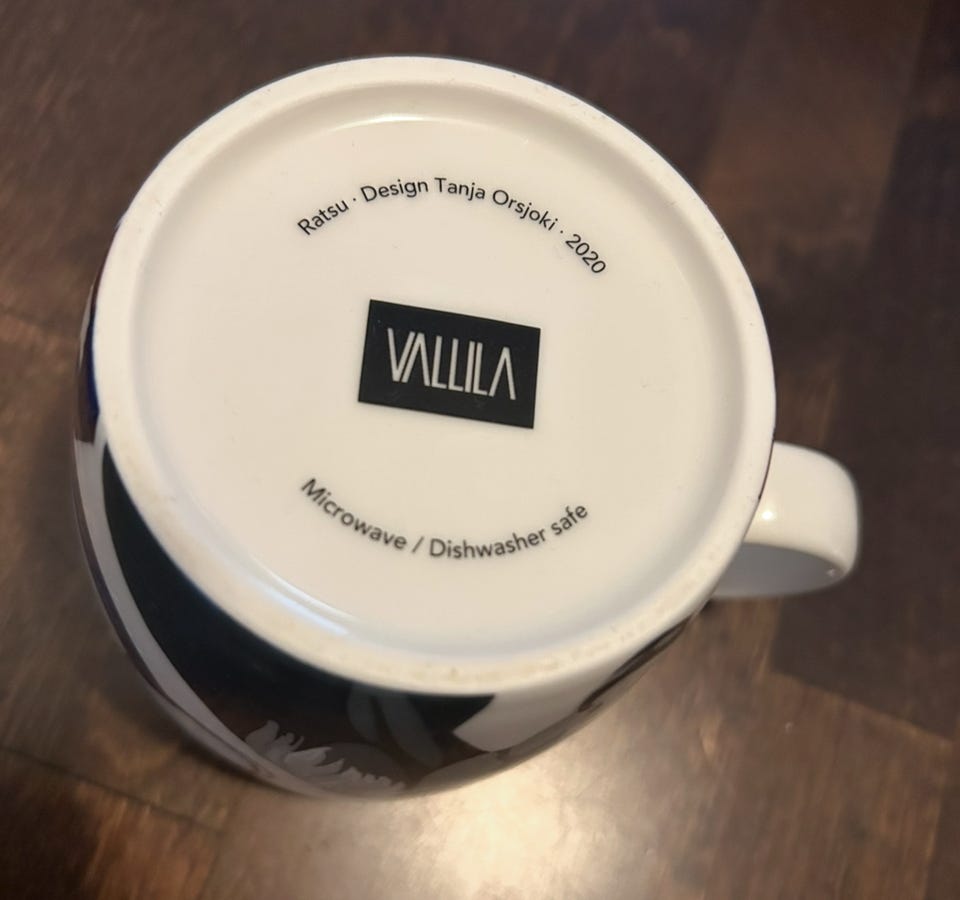 Ratsu · Design Tanja Orsjoki · 2020
VALLILA
Microwave / Dishwasher safe